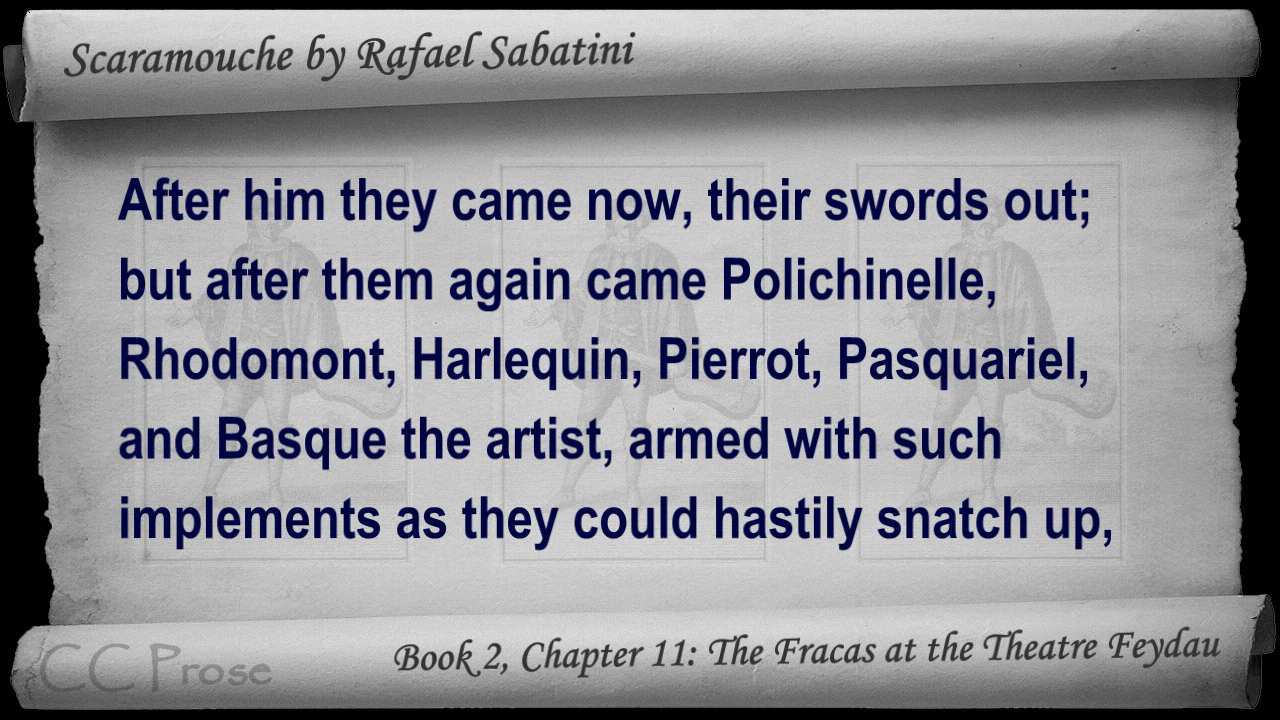 Scaramouche by Rafael Sabatini
After him they came now, their swords out;
but after them again came Polichinelle,
Rhodomont, Harlequin, Pierrot, Pasquariel,
and Basque the artist, armed with such
implements as they could hastily snatch up,
CC Prose
Book 2, Chapter 11: The Fracas at the Theatre Feydau